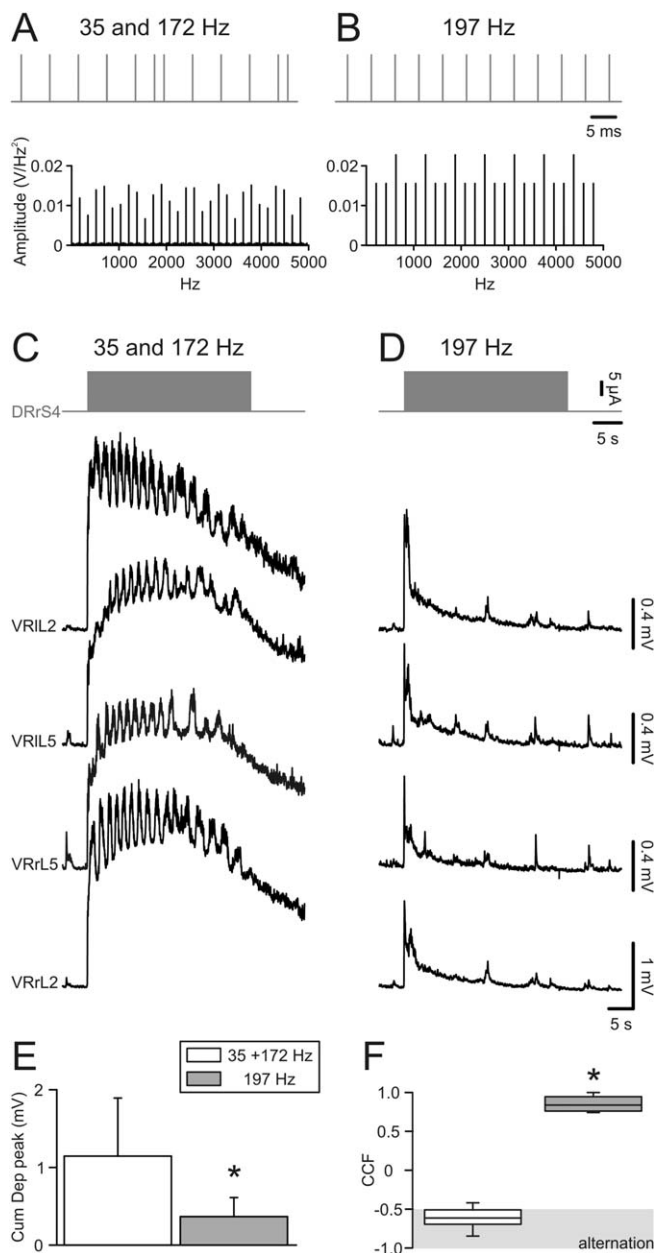 A
35 and 172 Hz
B
197 Hz
5 ms
Amplitude (V/Hz²)
0.02
0.01
0
1000 2000 3000 4000 5000
Hz
0.02
0.01
0
1000 2000 3000 4000 5000
Hz
C
35 and 172 Hz
D
197 Hz
DRrS4
5 µA
5 s
VRlL2
0.4 mV
VRlL5
0.4 mV
VRrL5
0.4 mV
VRrL2
1 mV
5 s
E
35 +172 Hz
197 Hz
Cum Dep peak (mV)
2
1
0
*
F
CCF
1.0
0.5
0
-0.5
-1.0
*
alternation